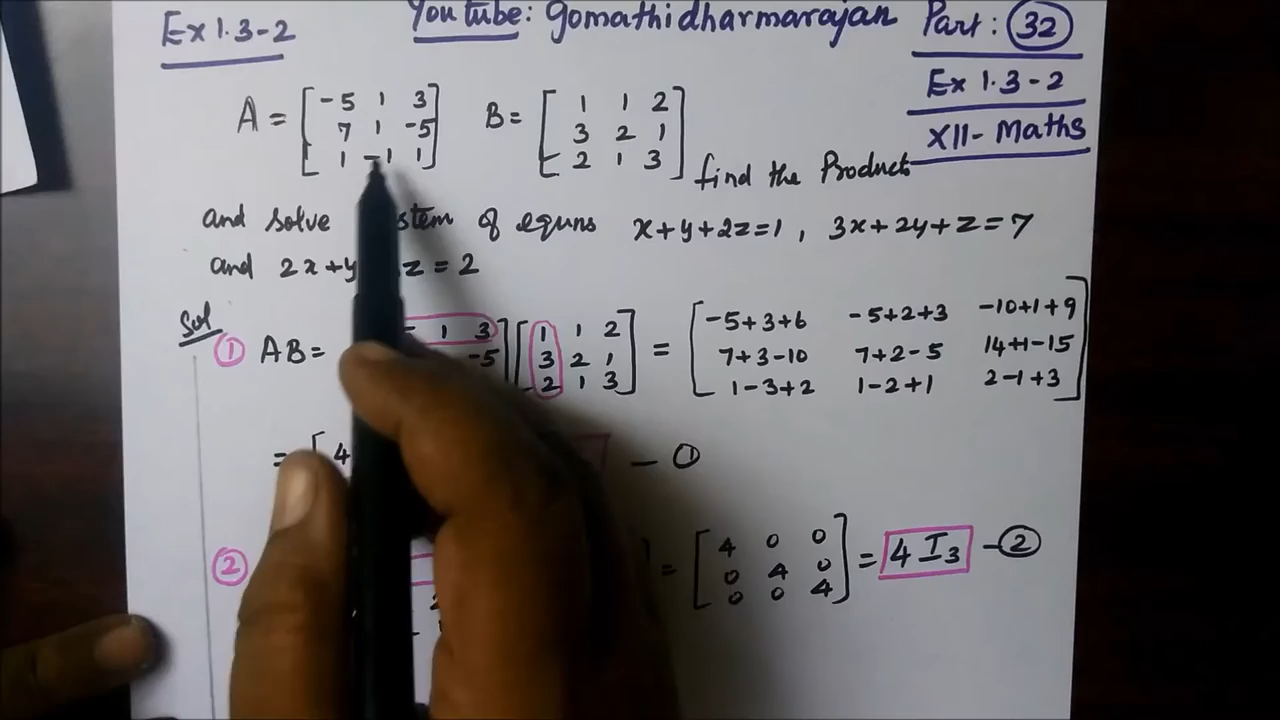 Ex 1.3-2
YouTube: gomathidharmarajan
Part: 32
Ex 1.3-2
XII- Maths
A = [ -5 1 3
7 1 -5
1 -1 1 ]
B = [ 1 1 2
3 2 1
2 1 3 ]
find the Product
and solve of equns x+y+2z=1, 3x+2y+z=7
and 2x+y z=2
Sol
① AB = 1 3 ] [ 1 1 2 ] = [ -5+3+6 -5+2+3 -10+1+9 ]
-5 3 2 1 7+3-10 7+2-5 14+1-15
2 1 3 1-3+2 1-2+1 2-1+3
= [ 4 — ①
② = [ 4 0 0 ] = 4 I₃ — ②
0 4 0
0 0 4